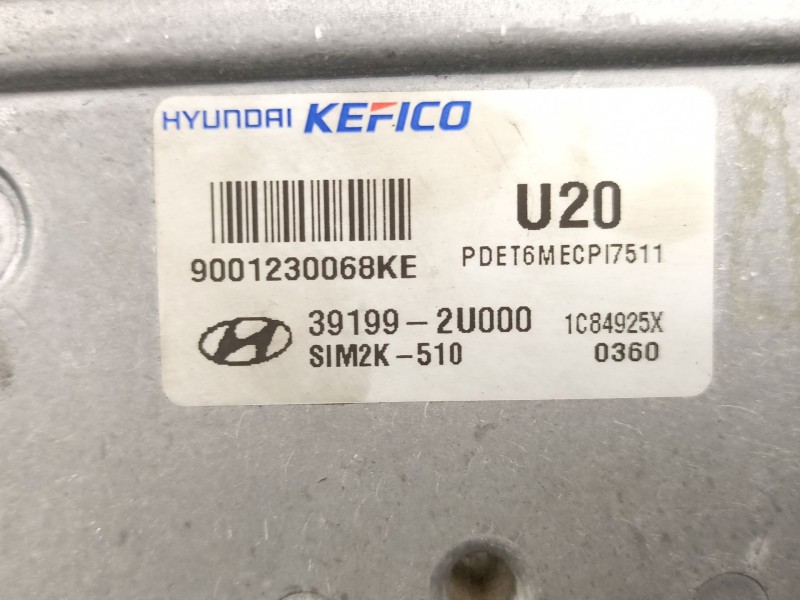 HYUNDAI KEFICO
U20
9001230068KE
PDET6MECPI7511
39199-2U000 1C84925X
SIM2K-510 0360